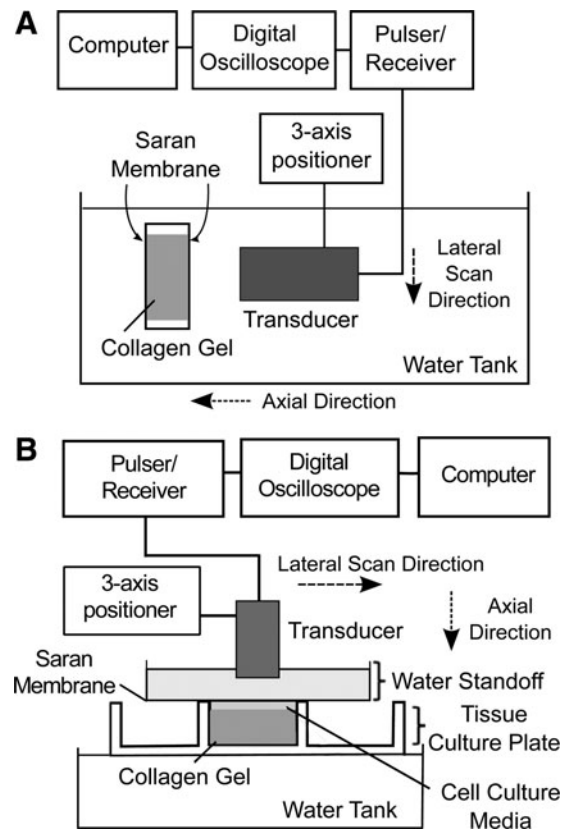 A
Computer
Digital
Oscilloscope
Pulser/
Receiver
3-axis
positioner
Saran
Membrane
Lateral
Scan
Direction
Transducer
Collagen Gel
Water Tank
Axial Direction
B
Pulser/
Receiver
Digital
Oscilloscope
Computer
Lateral Scan Direction
3-axis
positioner
Axial
Direction
Transducer
Saran
Membrane
Water Standoff
Tissue
Culture Plate
Collagen Gel
Cell Culture
Media
Water Tank